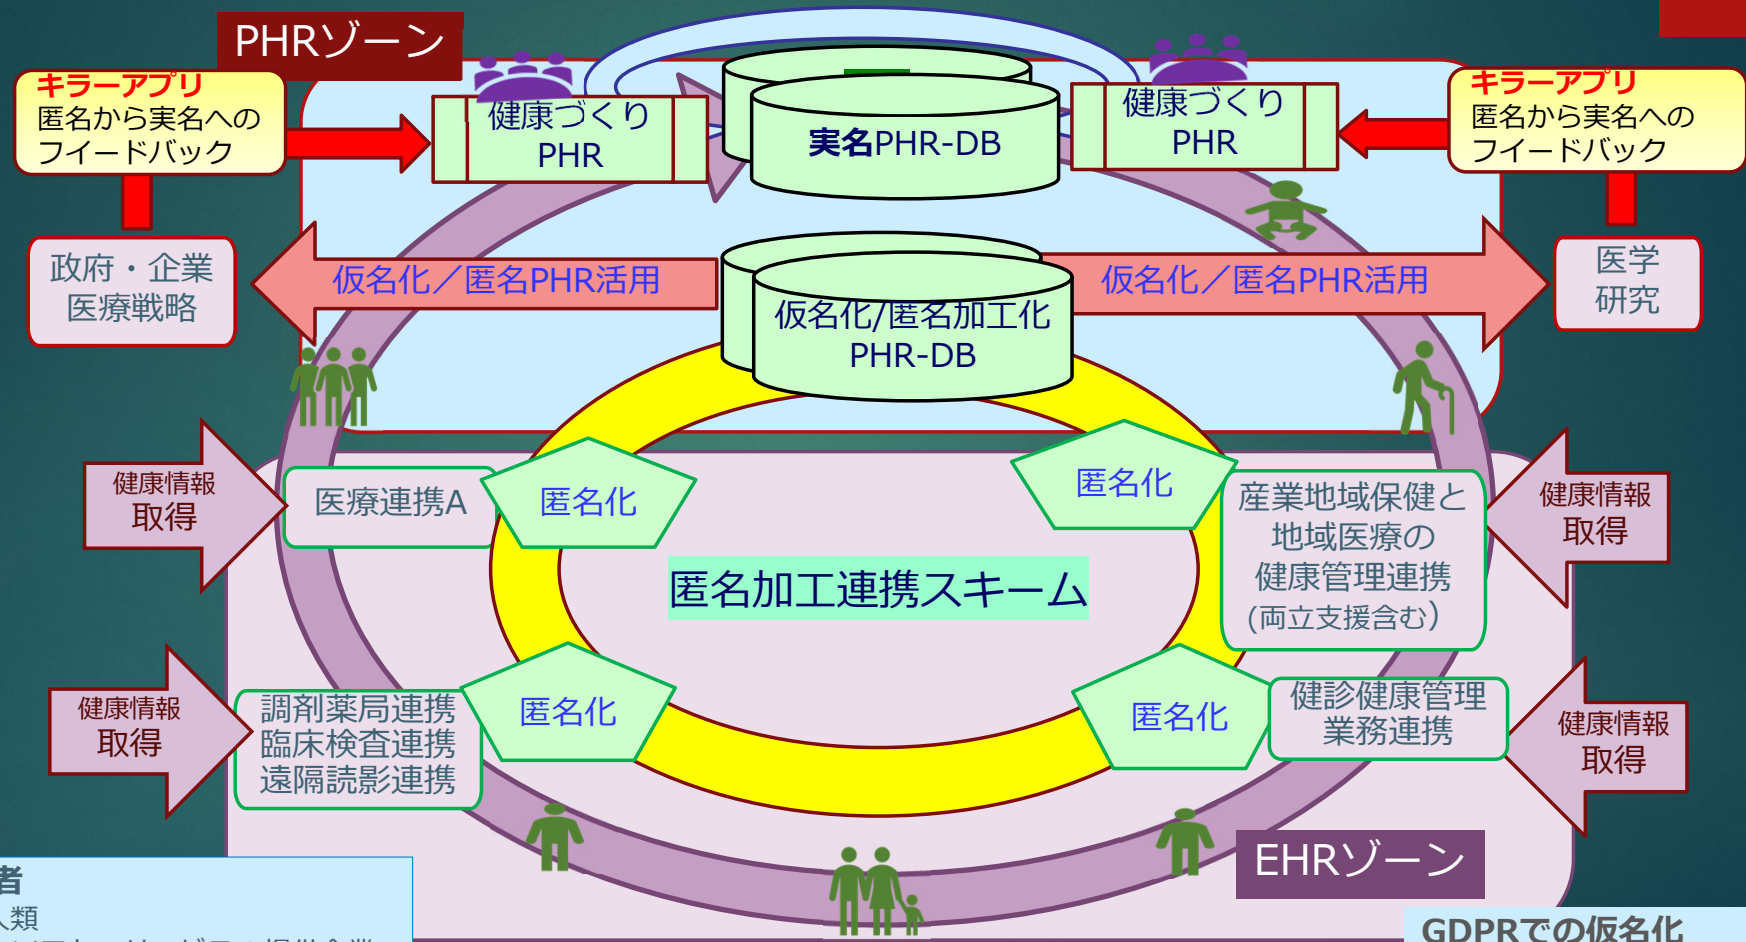 PHRゾーン
キラーアプリ
匿名から実名への
フイードバック
健康づくり
PHR
実名PHR-DB
健康づくり
PHR
キラーアプリ
匿名から実名への
フイードバック
政府・企業
医療戦略
仮名化／匿名PHR活用
仮名化/匿名加工化
PHR-DB
仮名化／匿名PHR活用
医学
研究
健康情報
取得
医療連携A
匿名化
匿名化
産業地域保健と
地域医療の
健康管理連携
(両立支援含む）
健康情報
取得
匿名加工連携スキーム
健康情報
取得
調剤薬局連携
臨床検査連携
遠隔読影連携
匿名化
匿名化
健診健康管理
業務連携
健康情報
取得
EHRゾーン
者
人類
GDPRでの仮名化